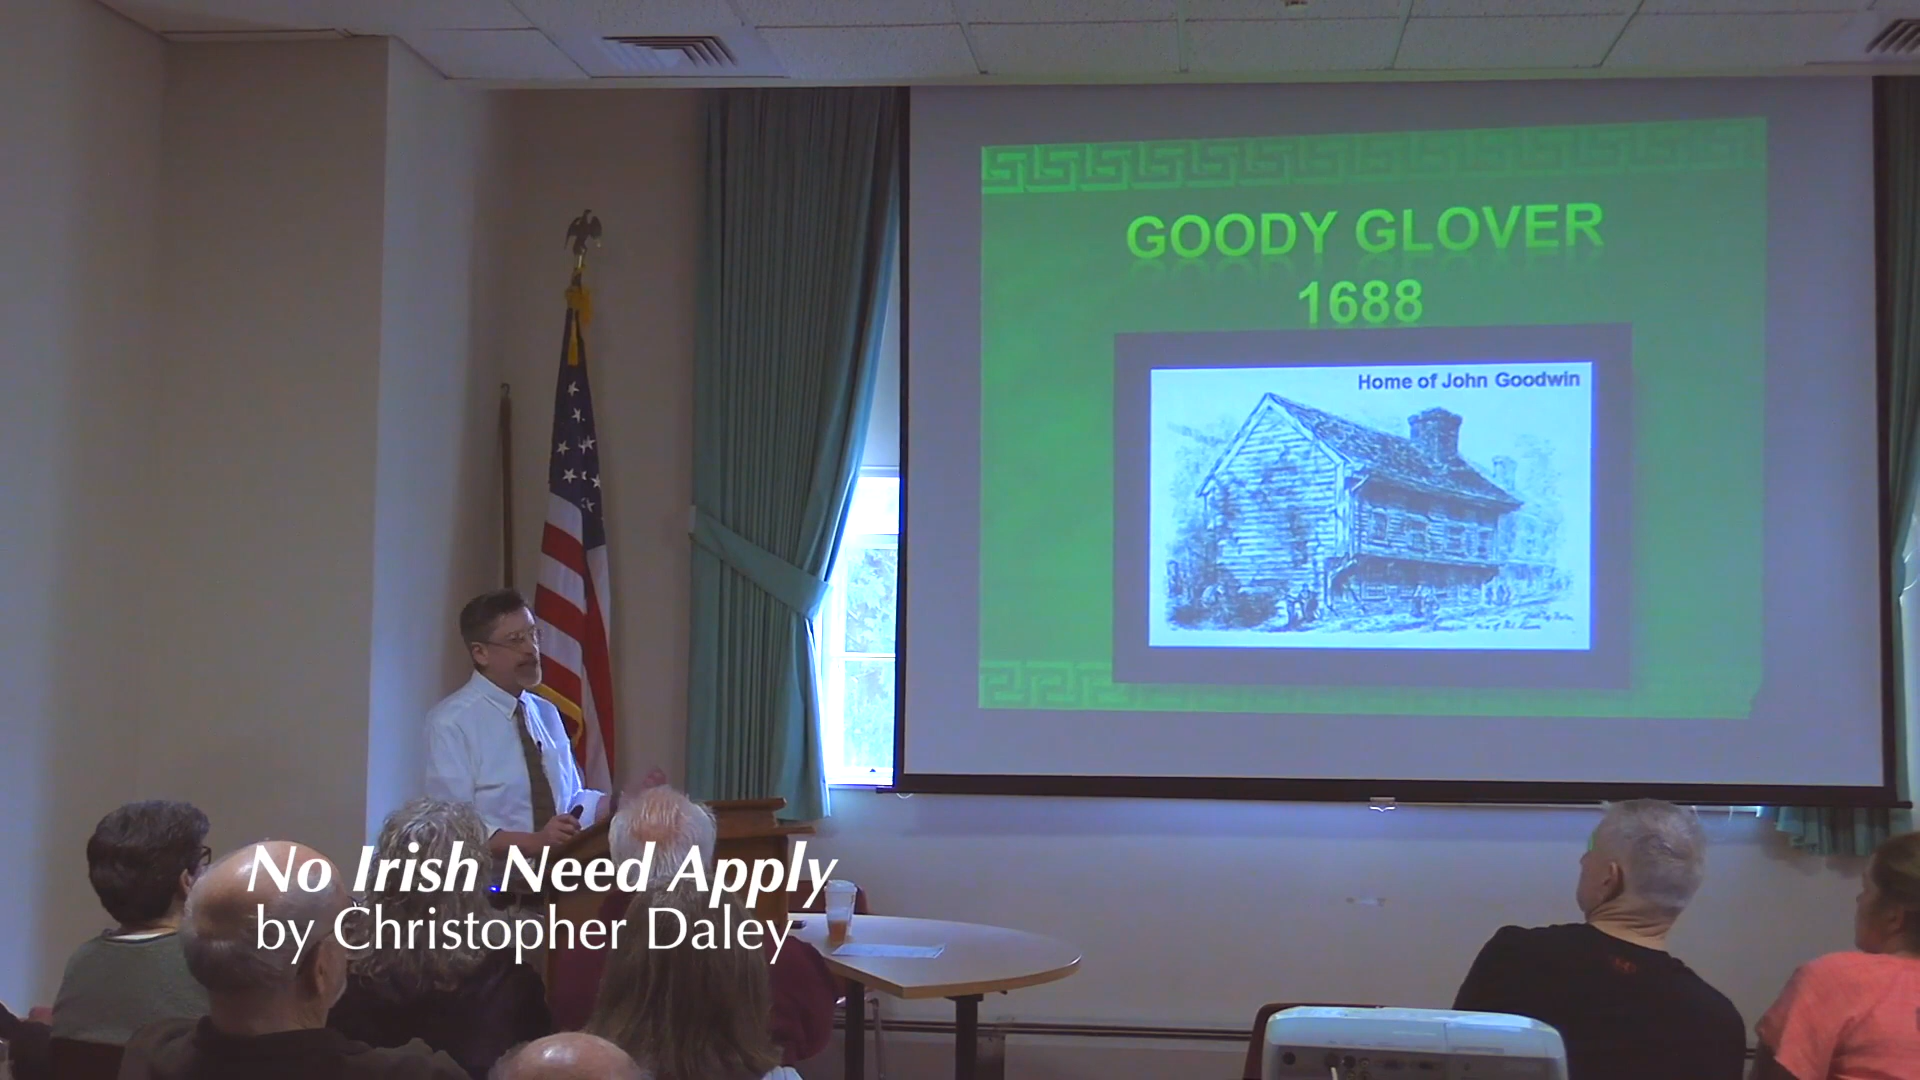 GOODY GLOVER
1688
Home of John Goodwin
No Irish Need Apply
by Christopher Daley